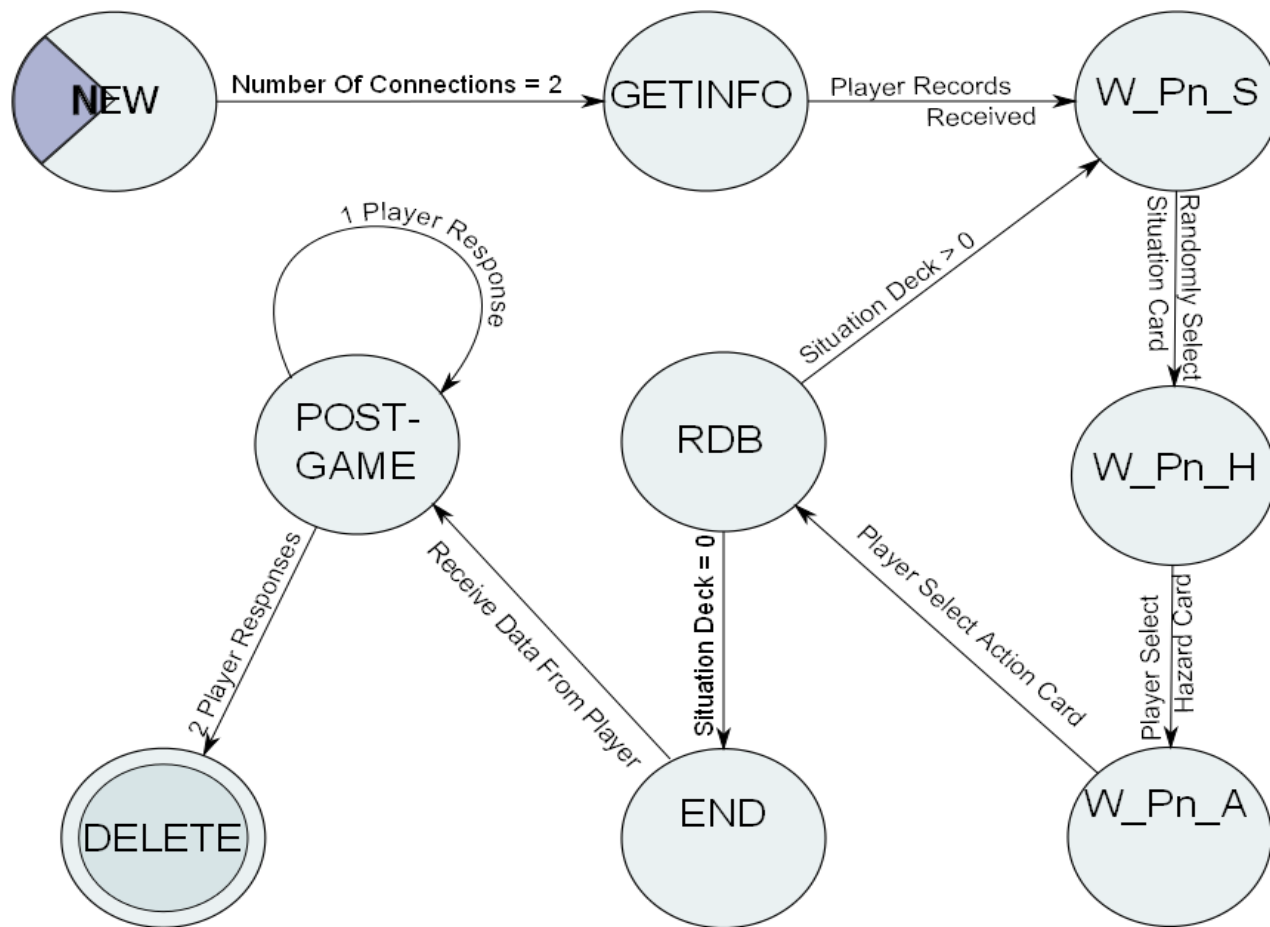 NEW
Number Of Connections = 2
GETINFO
Player Records
Received
W_Pn_S
1 Player Response
Situation Deck > 0
Randomly Select
Situation Card
POST-
GAME
RDB
W_Pn_H
2 Player Responses
Receive Data From Player
Situation Deck = 0
Player Select Action Card
Player Select
Hazard Card
DELETE
END
W_Pn_A